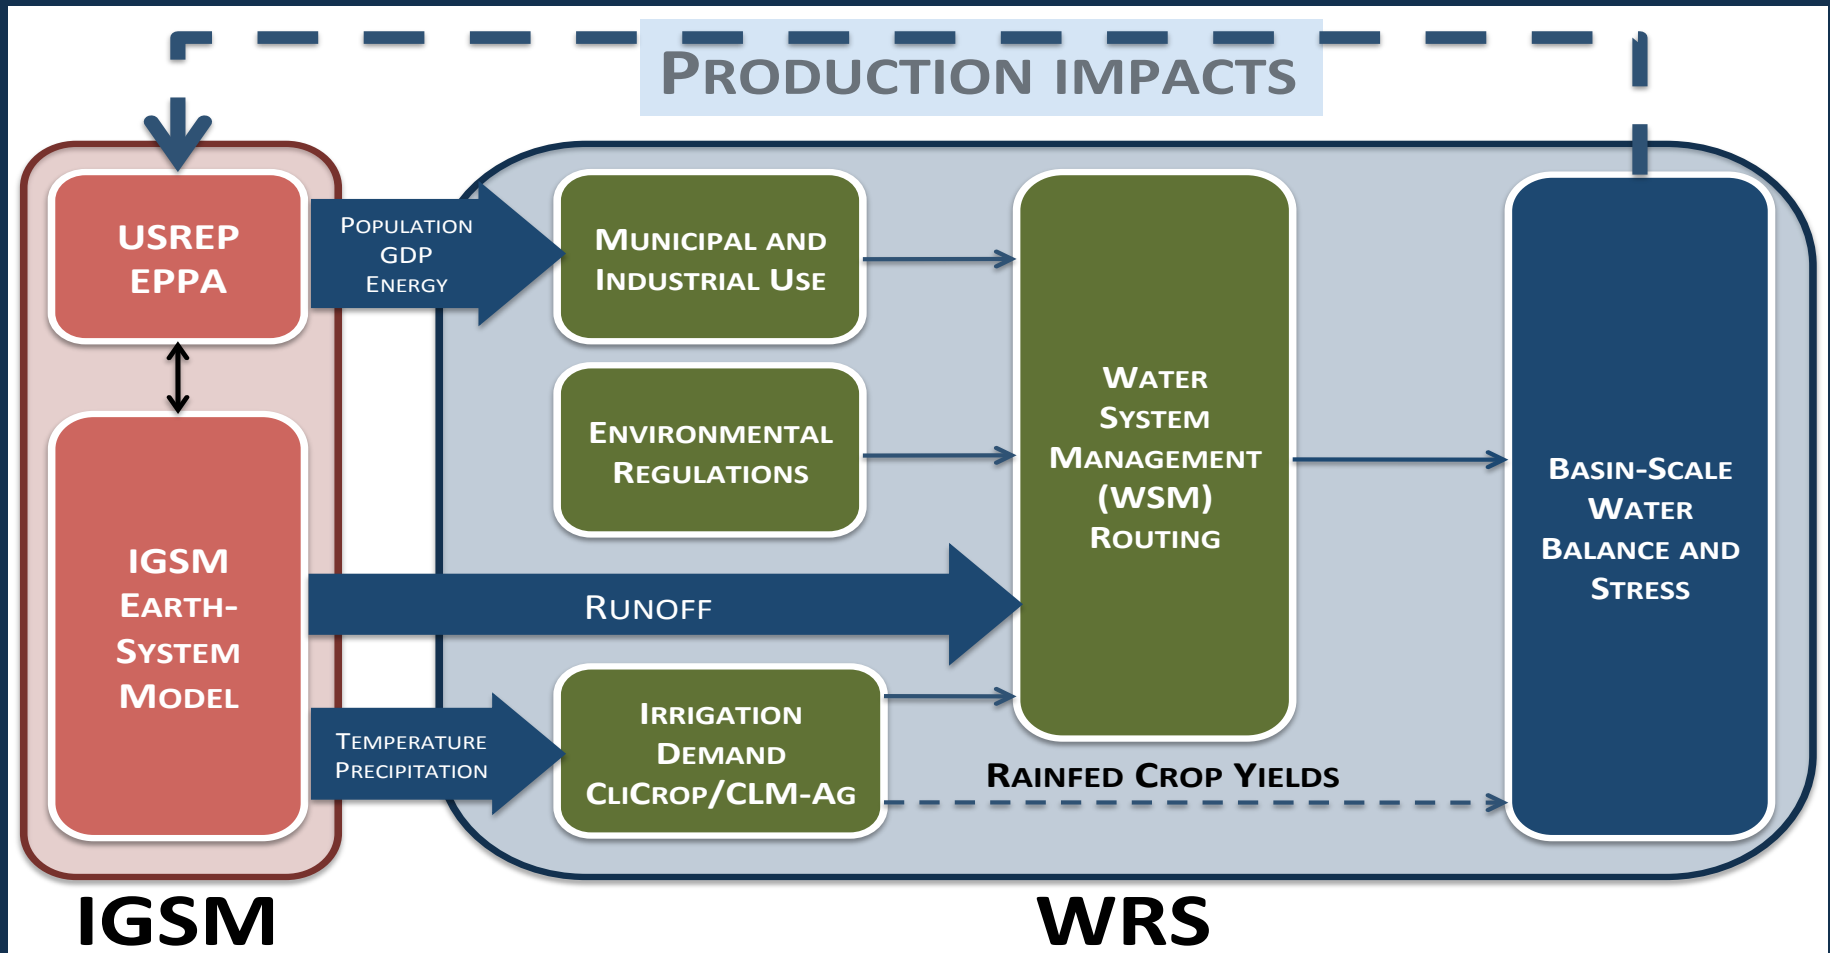 PRODUCTION IMPACTS
USREP
EPPA
POPULATION
GDP
ENERGY
MUNICIPAL AND
INDUSTRIAL USE
ENVIRONMENTAL
REGULATIONS
WATER
SYSTEM
MANAGEMENT
(WSM)
ROUTING
BASIN-SCALE
WATER
BALANCE AND
STRESS
IGSM
EARTH-
SYSTEM
MODEL
RUNOFF
TEMPERATURE
PRECIPITATION
IRRIGATION
DEMAND
CLICROP/CLM-AG
RAINFED CROP YIELDS
IGSM
WRS